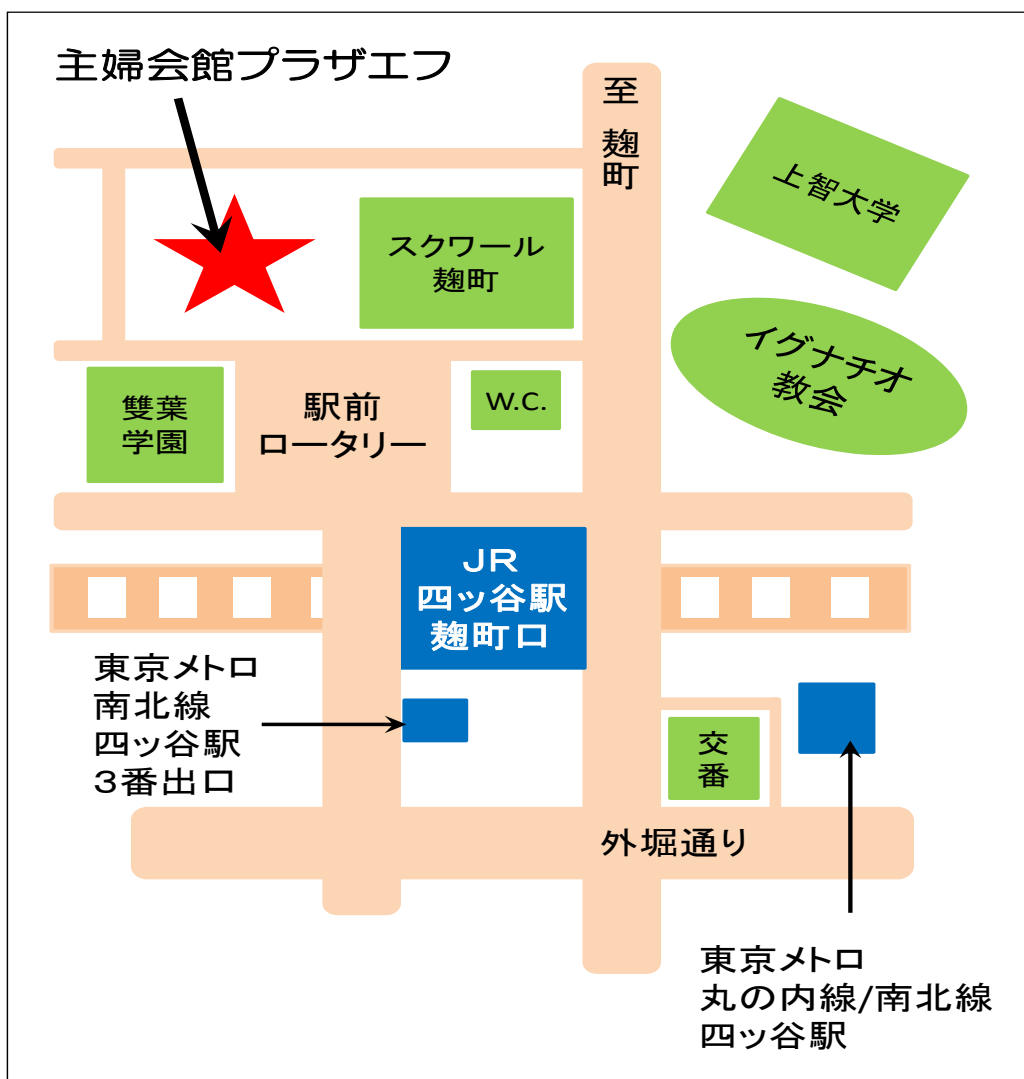 主婦会館プラザエフ
至
麹
町
上智大学
スクワール
麹町
イグナチオ
教会
雙葉
学園
駅前
ロータリー
W.C.
JR
四ッ谷駅
麹町口
東京メトロ
南北線
四ッ谷駅
3番出口
交
番
外堀通り
東京メトロ
丸の内線/南北線
四ッ谷駅